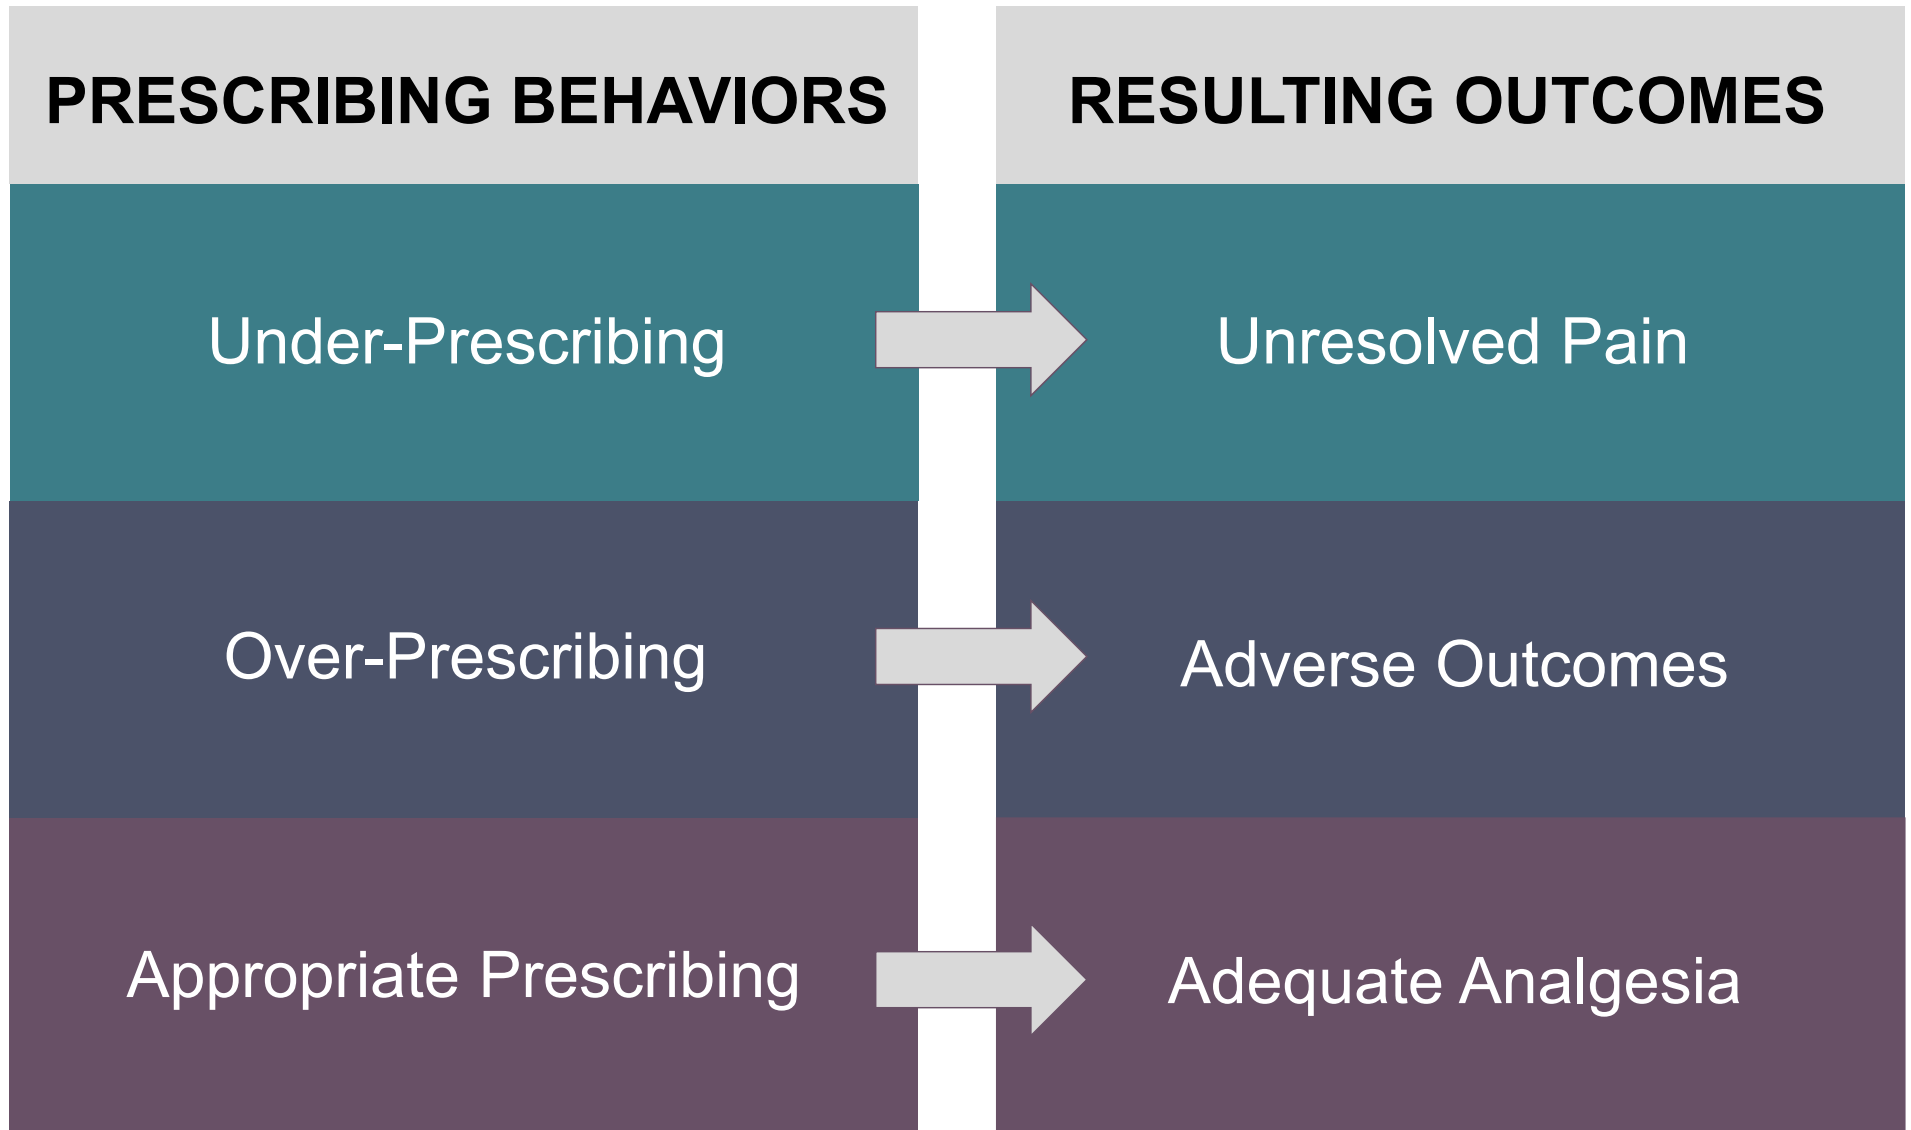 PRESCRIBING BEHAVIORS
RESULTING OUTCOMES
Under-Prescribing
Unresolved Pain
Over-Prescribing
Adverse Outcomes
Appropriate Prescribing
Adequate Analgesia